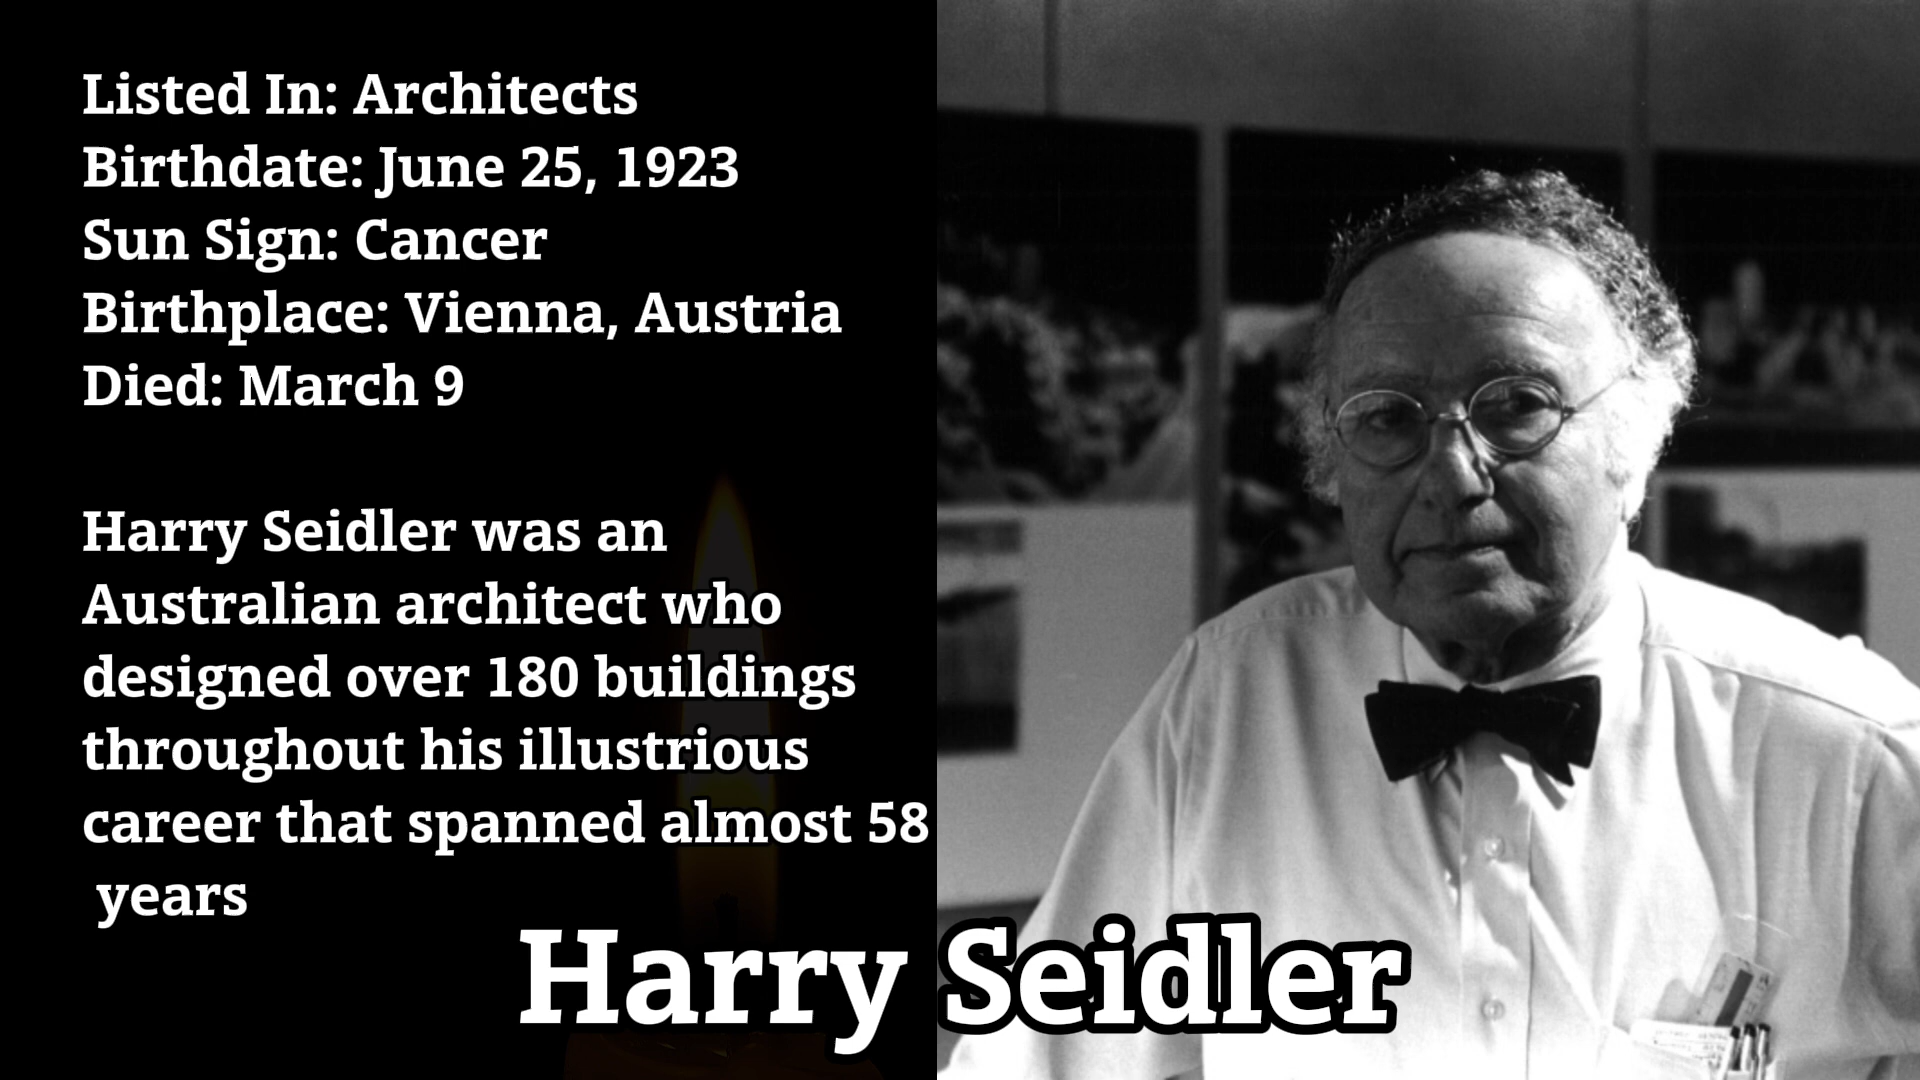 Listed In: Architects
Birthdate: June 25, 1923
Sun Sign: Cancer
Birthplace: Vienna, Austria
Died: March 9
Harry Seidler was an
Australian architect who
designed over 180 buildings
throughout his illustrious
career that spanned almost 58
years
Harry Seidler